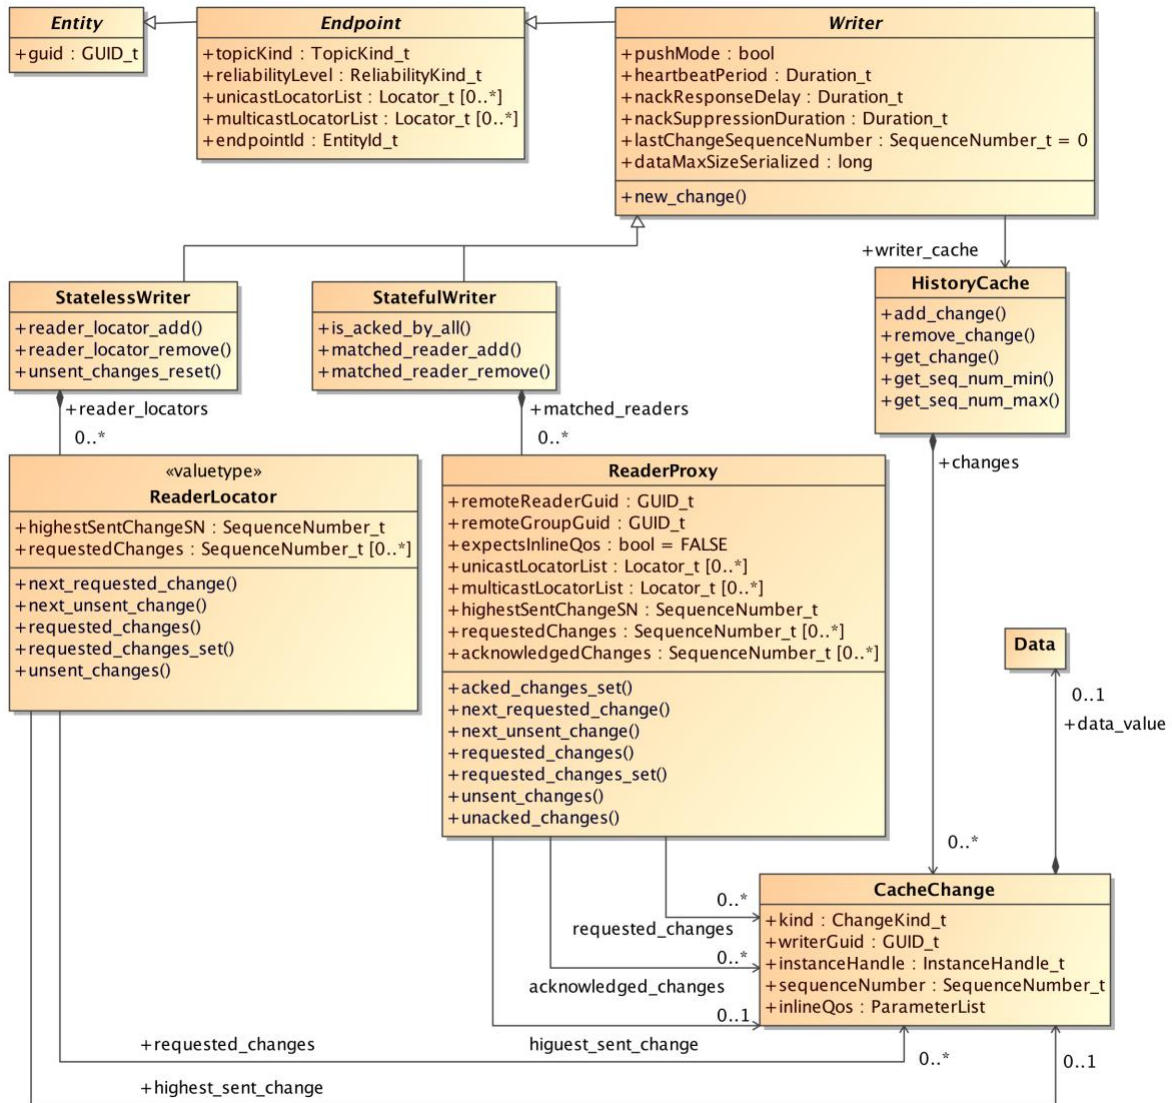 Entity
+guid : GUID_t
Endpoint
+topicKind : TopicKind_t
+reliabilityLevel : ReliabilityKind_t
+unicastLocatorList : Locator_t [0..*]
+multicastLocatorList : Locator_t [0..*]
+endpointId : EntityId_t
Writer
+pushMode : bool
+heartbeatPeriod : Duration_t
+nackResponseDelay : Duration_t
+nackSuppressionDuration : Duration_t
+lastChangeSequenceNumber : SequenceNumber_t = 0
+dataMaxSizeSerialized : long
+new_change()
+writer_cache
StatelessWriter
+reader_locator_add()
+reader_locator_remove()
+unsent_changes_reset()
StatefulWriter
+is_acked_by_all()
+matched_reader_add()
+matched_reader_remove()
HistoryCache
+add_change()
+remove_change()
+get_change()
+get_seq_num_min()
+get_seq_num_max()
+reader_locators
0..*
+matched_readers
0..*
+changes
«valuetype»
ReaderLocator
+highestSentChangeSN : SequenceNumber_t
+requestedChanges : SequenceNumber_t [0..*]
+next_requested_change()
+next_unsent_change()
+requested_changes()
+requested_changes_set()
+unsent_changes()
ReaderProxy
+remoteReaderGuid : GUID_t
+remoteGroupGuid : GUID_t
+expectsInlineQos : bool = FALSE
+unicastLocatorList : Locator_t [0..*]
+multicastLocatorList : Locator_t [0..*]
+highestSentChangeSN : SequenceNumber_t
+requestedChanges : SequenceNumber_t [0..*]
+acknowledgedChanges : SequenceNumber_t [0..*]
+acked_changes_set()
+next_requested_change()
+next_unsent_change()
+requested_changes()
+requested_changes_set()
+unsent_changes()
+unacked_changes()
Data
0..1
+data_value
0..*
CacheChange
+kind : ChangeKind_t
+writerGuid : GUID_t
+instanceHandle : InstanceHandle_t
+sequenceNumber : SequenceNumber_t
+inlineQos : ParameterList
0..*
requested_changes
0..*
acknowledged_changes
0..1
higuest_sent_change
+requested_changes
0..*
+highest_sent_change
0..1